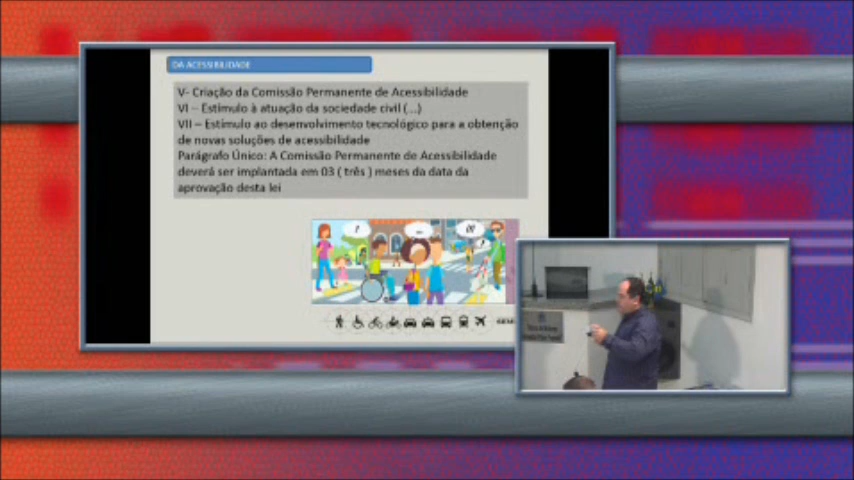 DA ACESSIBILIDADE
V- Criação da Comissão Permanente de Acessibilidade
VI – Estímulo à atuação da sociedade civil (...)
VII – Estímulo ao desenvolvimento tecnológico para a obtenção
de novas soluções de acessibilidade
Parágrafo Único: A Comissão Permanente de Acessibilidade
deverá ser implantada em 03 ( três ) meses da data da
aprovação desta lei